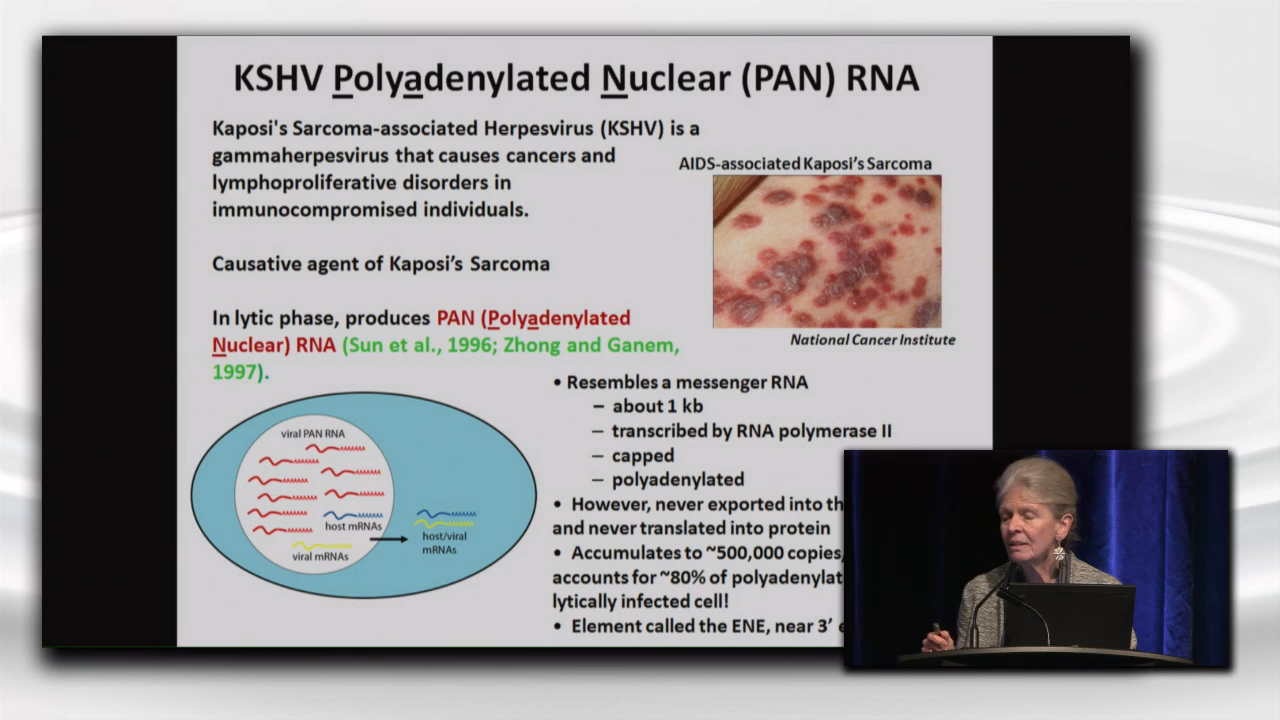 KSHV Polyadenylated Nuclear (PAN) RNA
Kaposi's Sarcoma-associated Herpesvirus (KSHV) is a
gammaherpesvirus that causes cancers and
lymphoproliferative disorders in
immunocompromised individuals.
Causative agent of Kaposi's Sarcoma
In lytic phase, produces PAN (Polyadenylated
Nuclear) RNA (Sun et al., 1996; Zhong and Ganem,
1997).
AIDS-associated Kaposi's Sarcoma
National Cancer Institute
viral PAN RNA
host mRNAs
viral mRNAs
host/viral
mRNAs
• Resembles a messenger RNA
– about 1 kb
– transcribed by RNA polymerase II
– capped
– polyadenylated
• However, never exported into
and never translated into protein
• Accumulates to ~500,000 copies,
accounts for ~80% of
lytically infected cell!
• Element called the ENE, near 3′